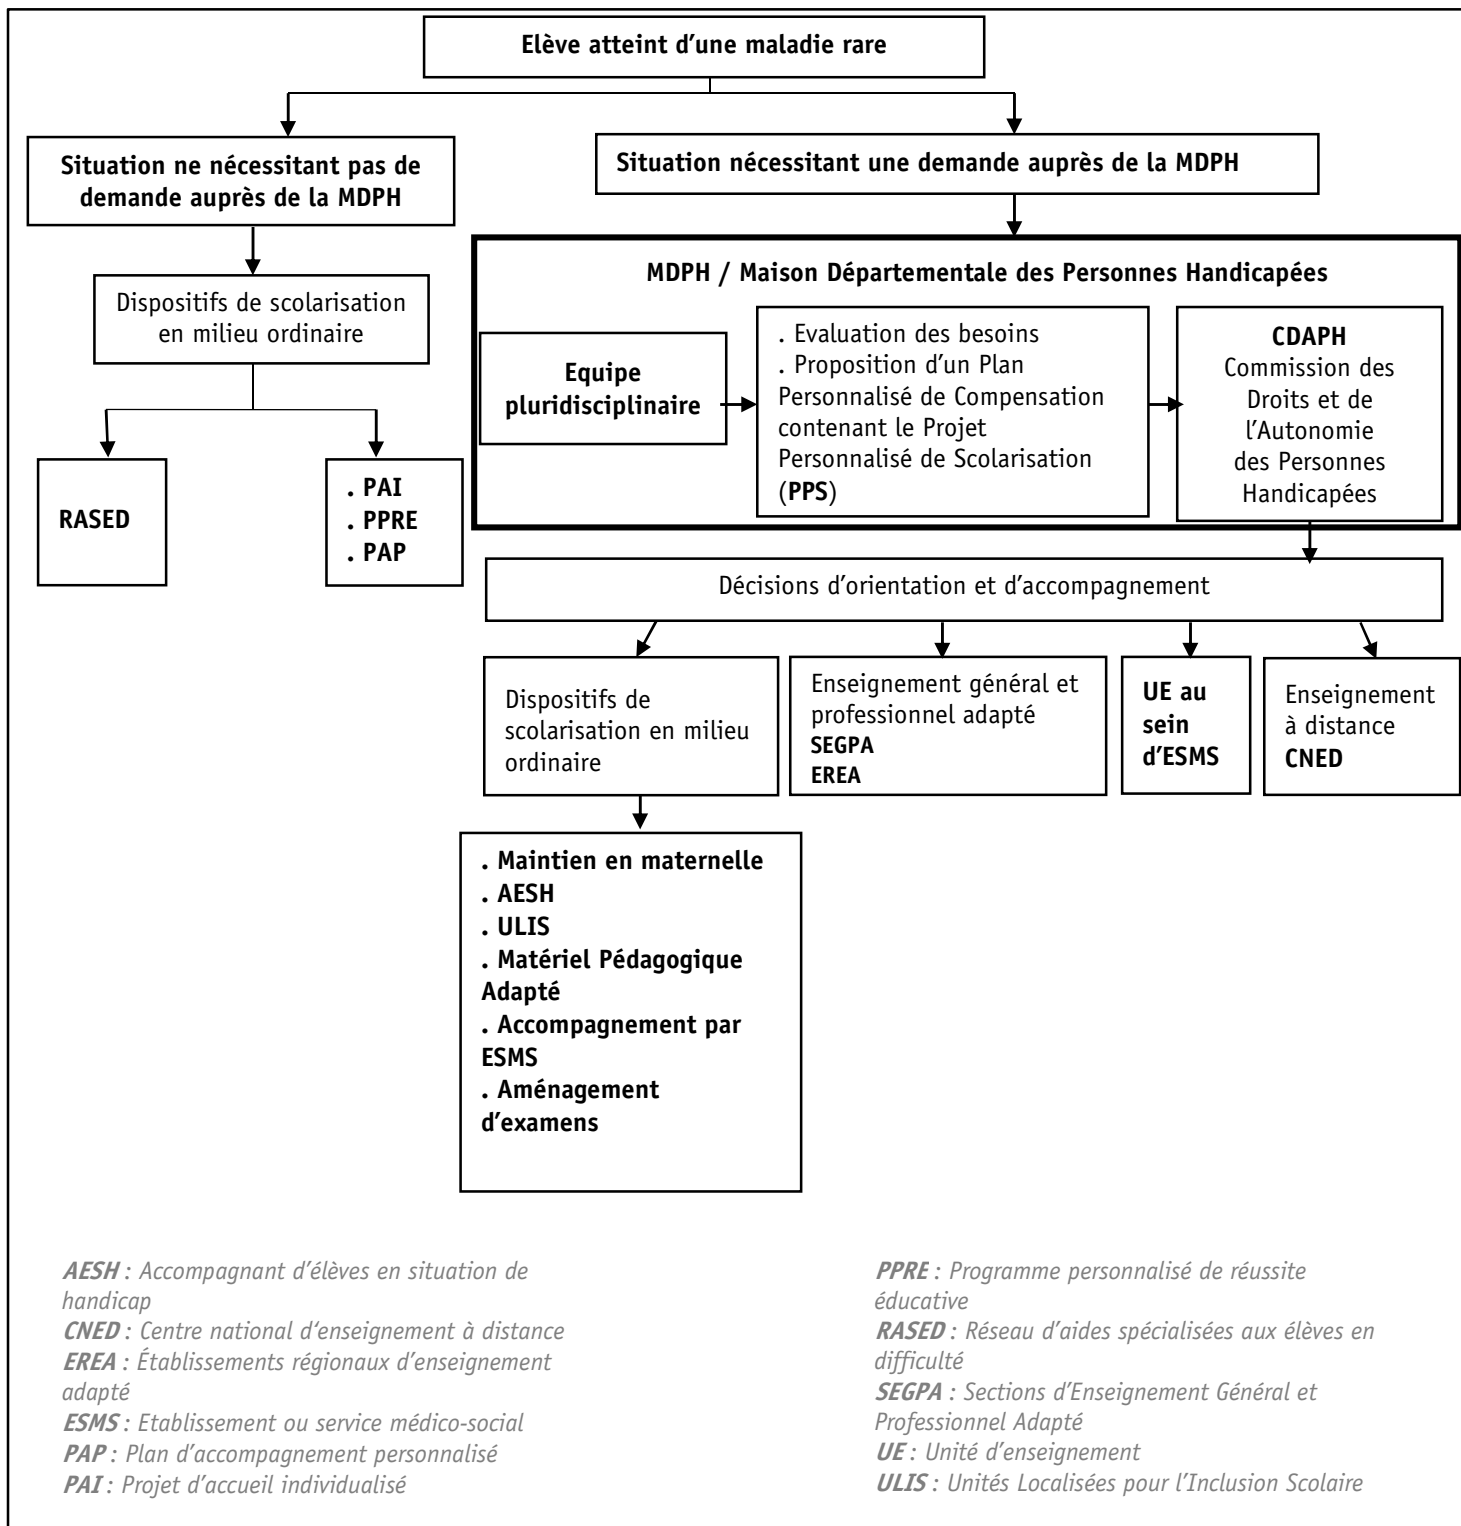 Elève atteint d’une maladie rare
Situation ne nécessitant pas de
demande auprès de la MDPH
Situation nécessitant une demande auprès de la MDPH
Dispositifs de scolarisation
en milieu ordinaire
RASED
. PAI
. PPRE
. PAP
MDPH / Maison Départementale des Personnes Handicapées
Equipe
pluridisciplinaire
. Evaluation des besoins
. Proposition d’un Plan
Personnalisé de Compensation
contenant le Projet
Personnalisé de Scolarisation
(PPS)
CDAPH
Commission des
Droits et de
l’Autonomie
des Personnes
Handicapées
Décisions d’orientation et d’accompagnement
Dispositifs de
scolarisation en milieu
ordinaire
Enseignement général et
professionnel adapté
SEGPA
EREA
UE au
sein
d’ESMS
Enseignement
à distance
CNED
. Maintien en maternelle
. AESH
. ULIS
. Matériel Pédagogique
Adapté
. Accompagnement par
ESMS
. Aménagement
d’examens
AESH : Accompagnant d’élèves en situation de
handicap
CNED : Centre national d‘enseignement à distance
EREA : Établissements régionaux d’enseignement
adapté
ESMS : Etablissement ou service médico-social
PAP : Plan d’accompagnement personnalisé
PAI : Projet d’accueil individualisé
PPRE : Programme personnalisé de réussite
éducative
RASED : Réseau d’aides spécialisées aux élèves en
difficulté
SEGPA : Sections d’Enseignement Général et
Professionnel Adapté
UE : Unité d’enseignement
ULIS : Unités Localisées pour l’Inclusion Scolaire